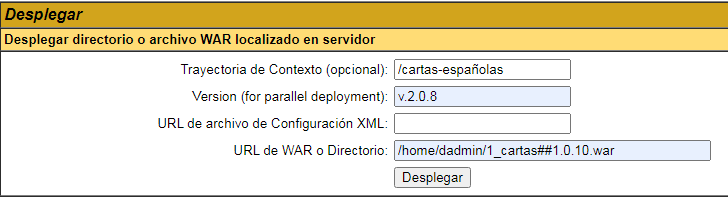 Desplegar
Desplegar directorio o archivo WAR localizado en servidor
Trayectoria de Contexto (opcional): /cartas-españolas
Version (for parallel deployment): v.2.0.8
URL de archivo de Configuración XML:
URL de WAR o Directorio: /home/dadmin/1_cartas##1.0.10.war
Desplegar